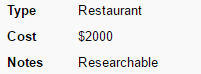 Type Restaurant
Cost $2000
Notes Researchable